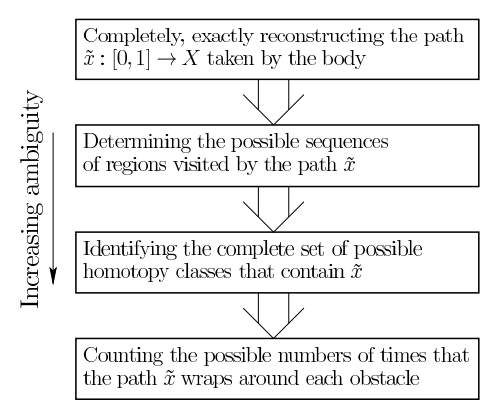 Completely, exactly reconstructing the path
x̃ : [0, 1] → X taken by the body
Increasing ambiguity
Determining the possible sequences
of regions visited by the path x̃
Identifying the complete set of possible
homotopy classes that contain x̃
Counting the possible numbers of times that
the path x̃ wraps around each obstacle